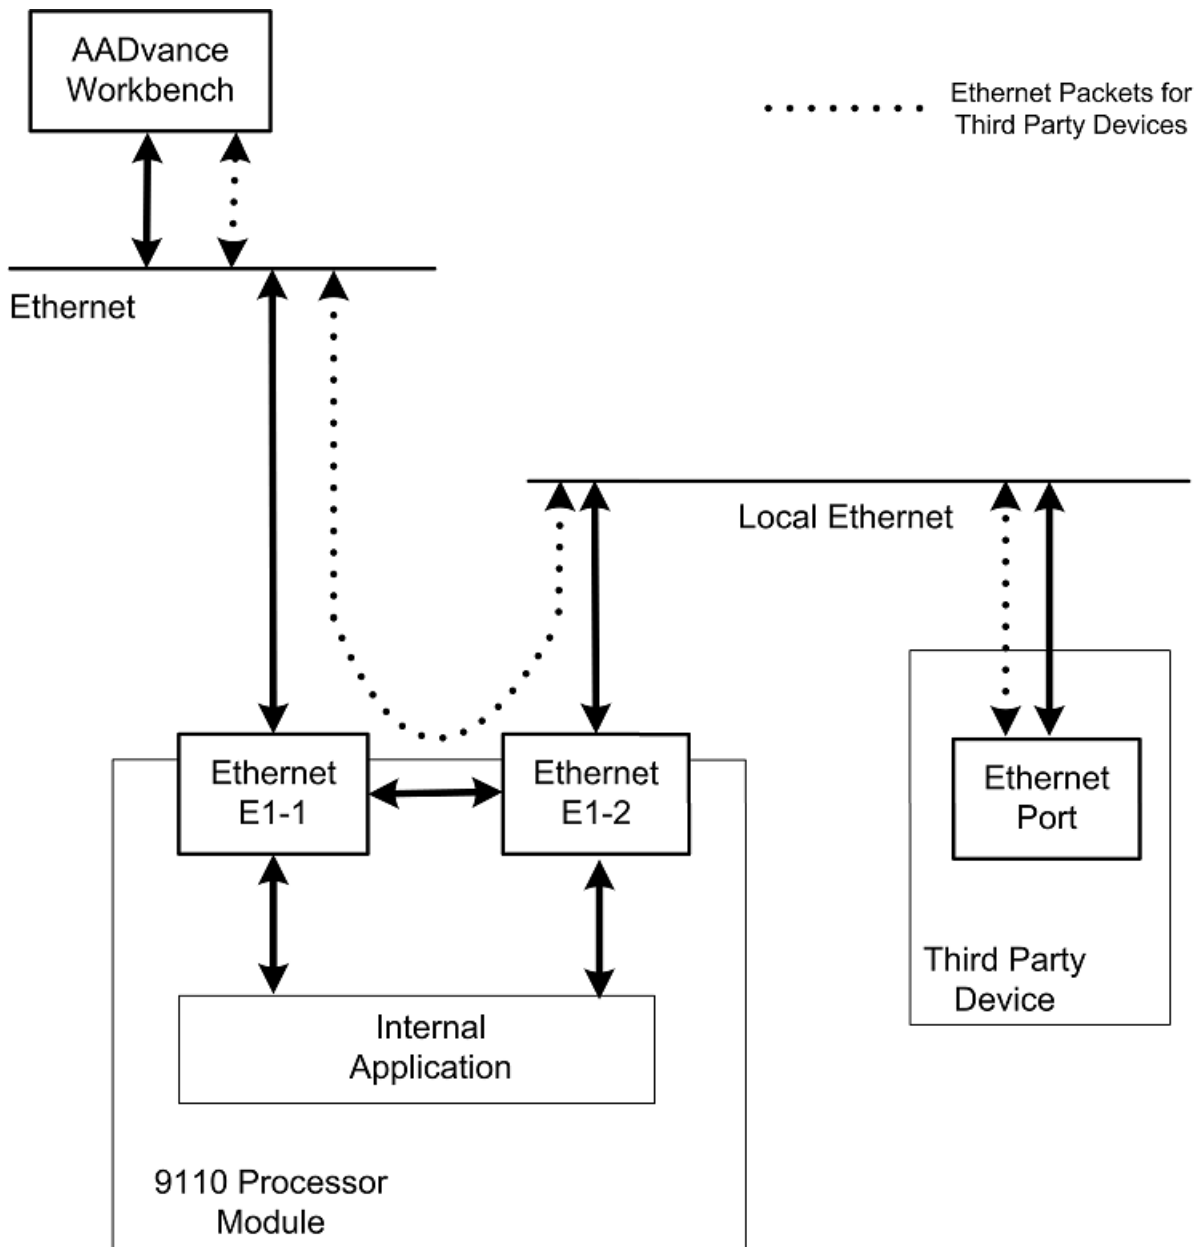 AADvance
Workbench
Ethernet Packets for
Third Party Devices
Ethernet
Local Ethernet
Ethernet
E1-1
Ethernet
E1-2
Ethernet
Port
Third Party
Device
Internal
Application
9110 Processor
Module